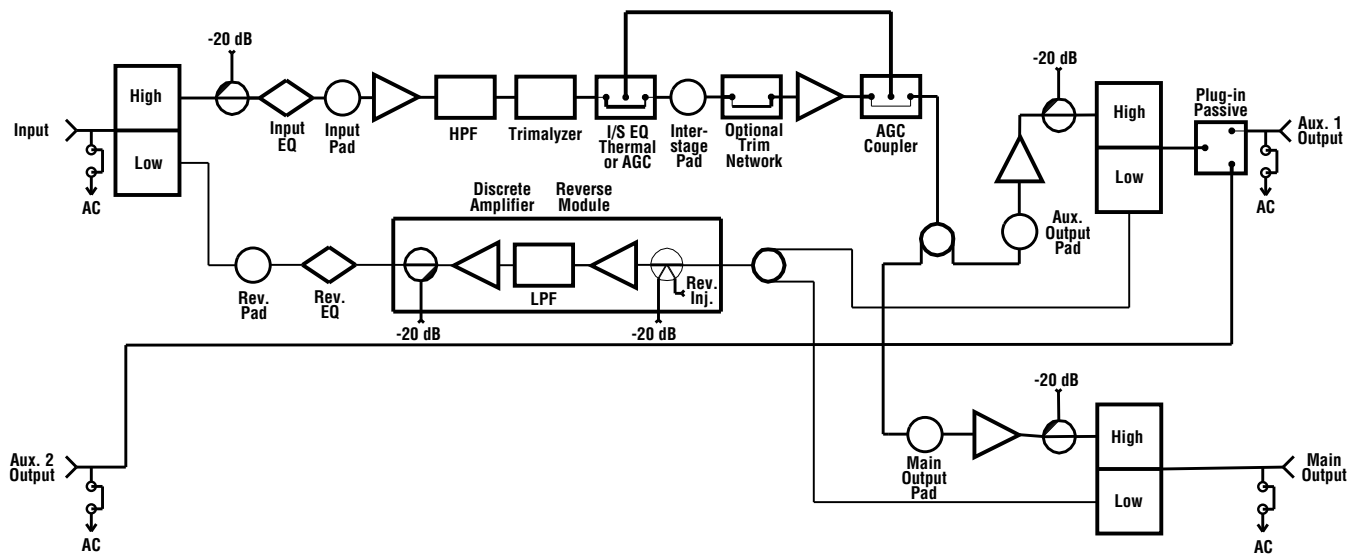 -20 dB
-20 dB
High
Low
Input
AC
Input
EQ
Input
Pad
HPF
Trimalyzer
I/S EQ
Thermal
or AGC
Inter-
stage
Pad
Optional
Trim
Network
AGC
Coupler
High
Low
Plug-in
Passive
Aux. 1
Output
AC
Aux.
Output
Pad
Discrete
Amplifier
Reverse
Module
LPF
Rev.
Inj.
Rev.
Pad
Rev.
EQ
-20 dB
-20 dB
-20 dB
Aux. 2
Output
AC
Main
Output
Pad
High
Low
Main
Output
AC